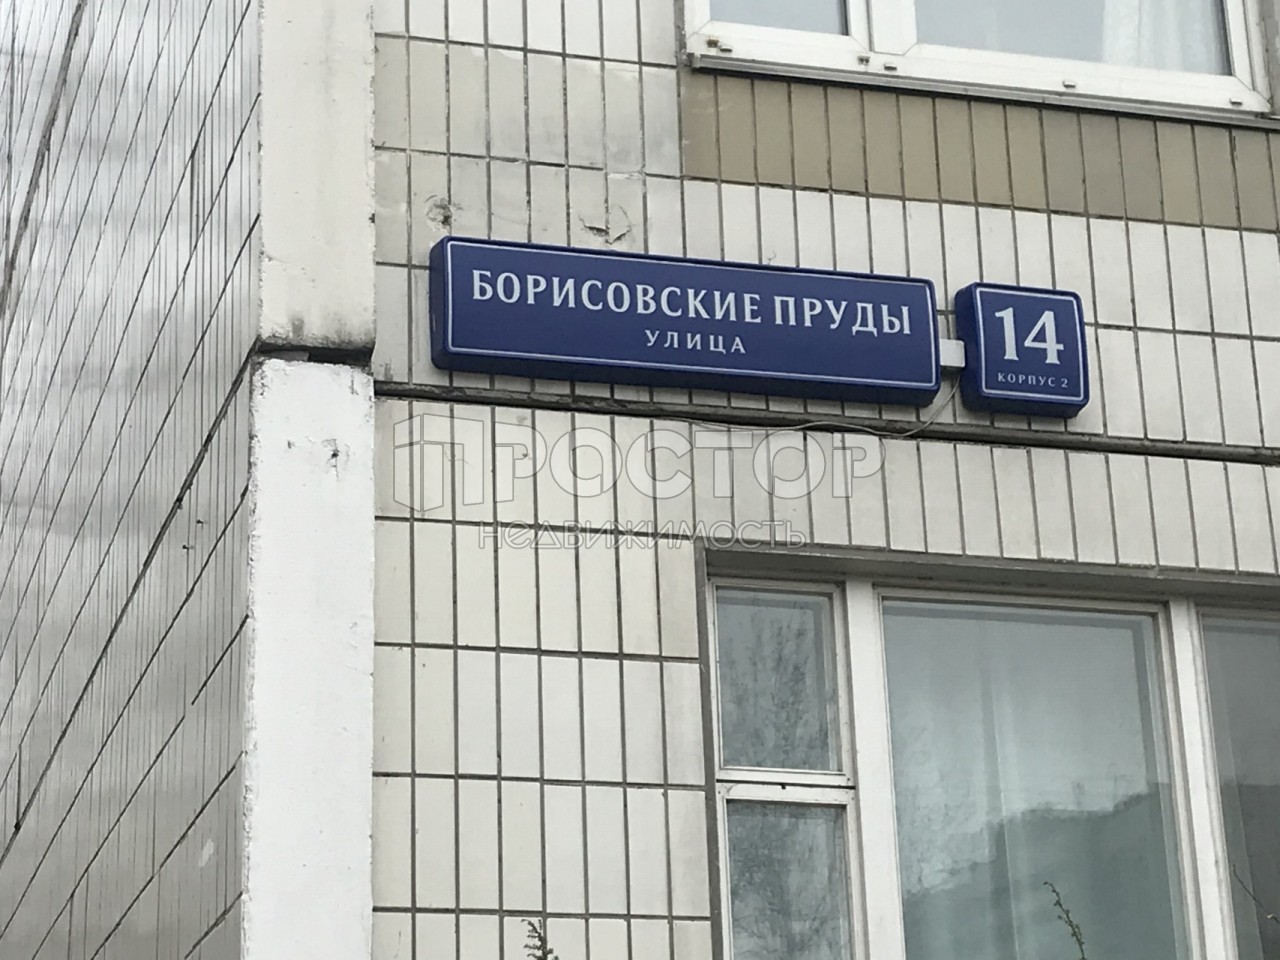 БОРИСОВСКИЕ ПРУДЫ
УЛИЦА
14
КОРПУС 2
ПРОСТОР
НЕДВИЖИМОСТЬ